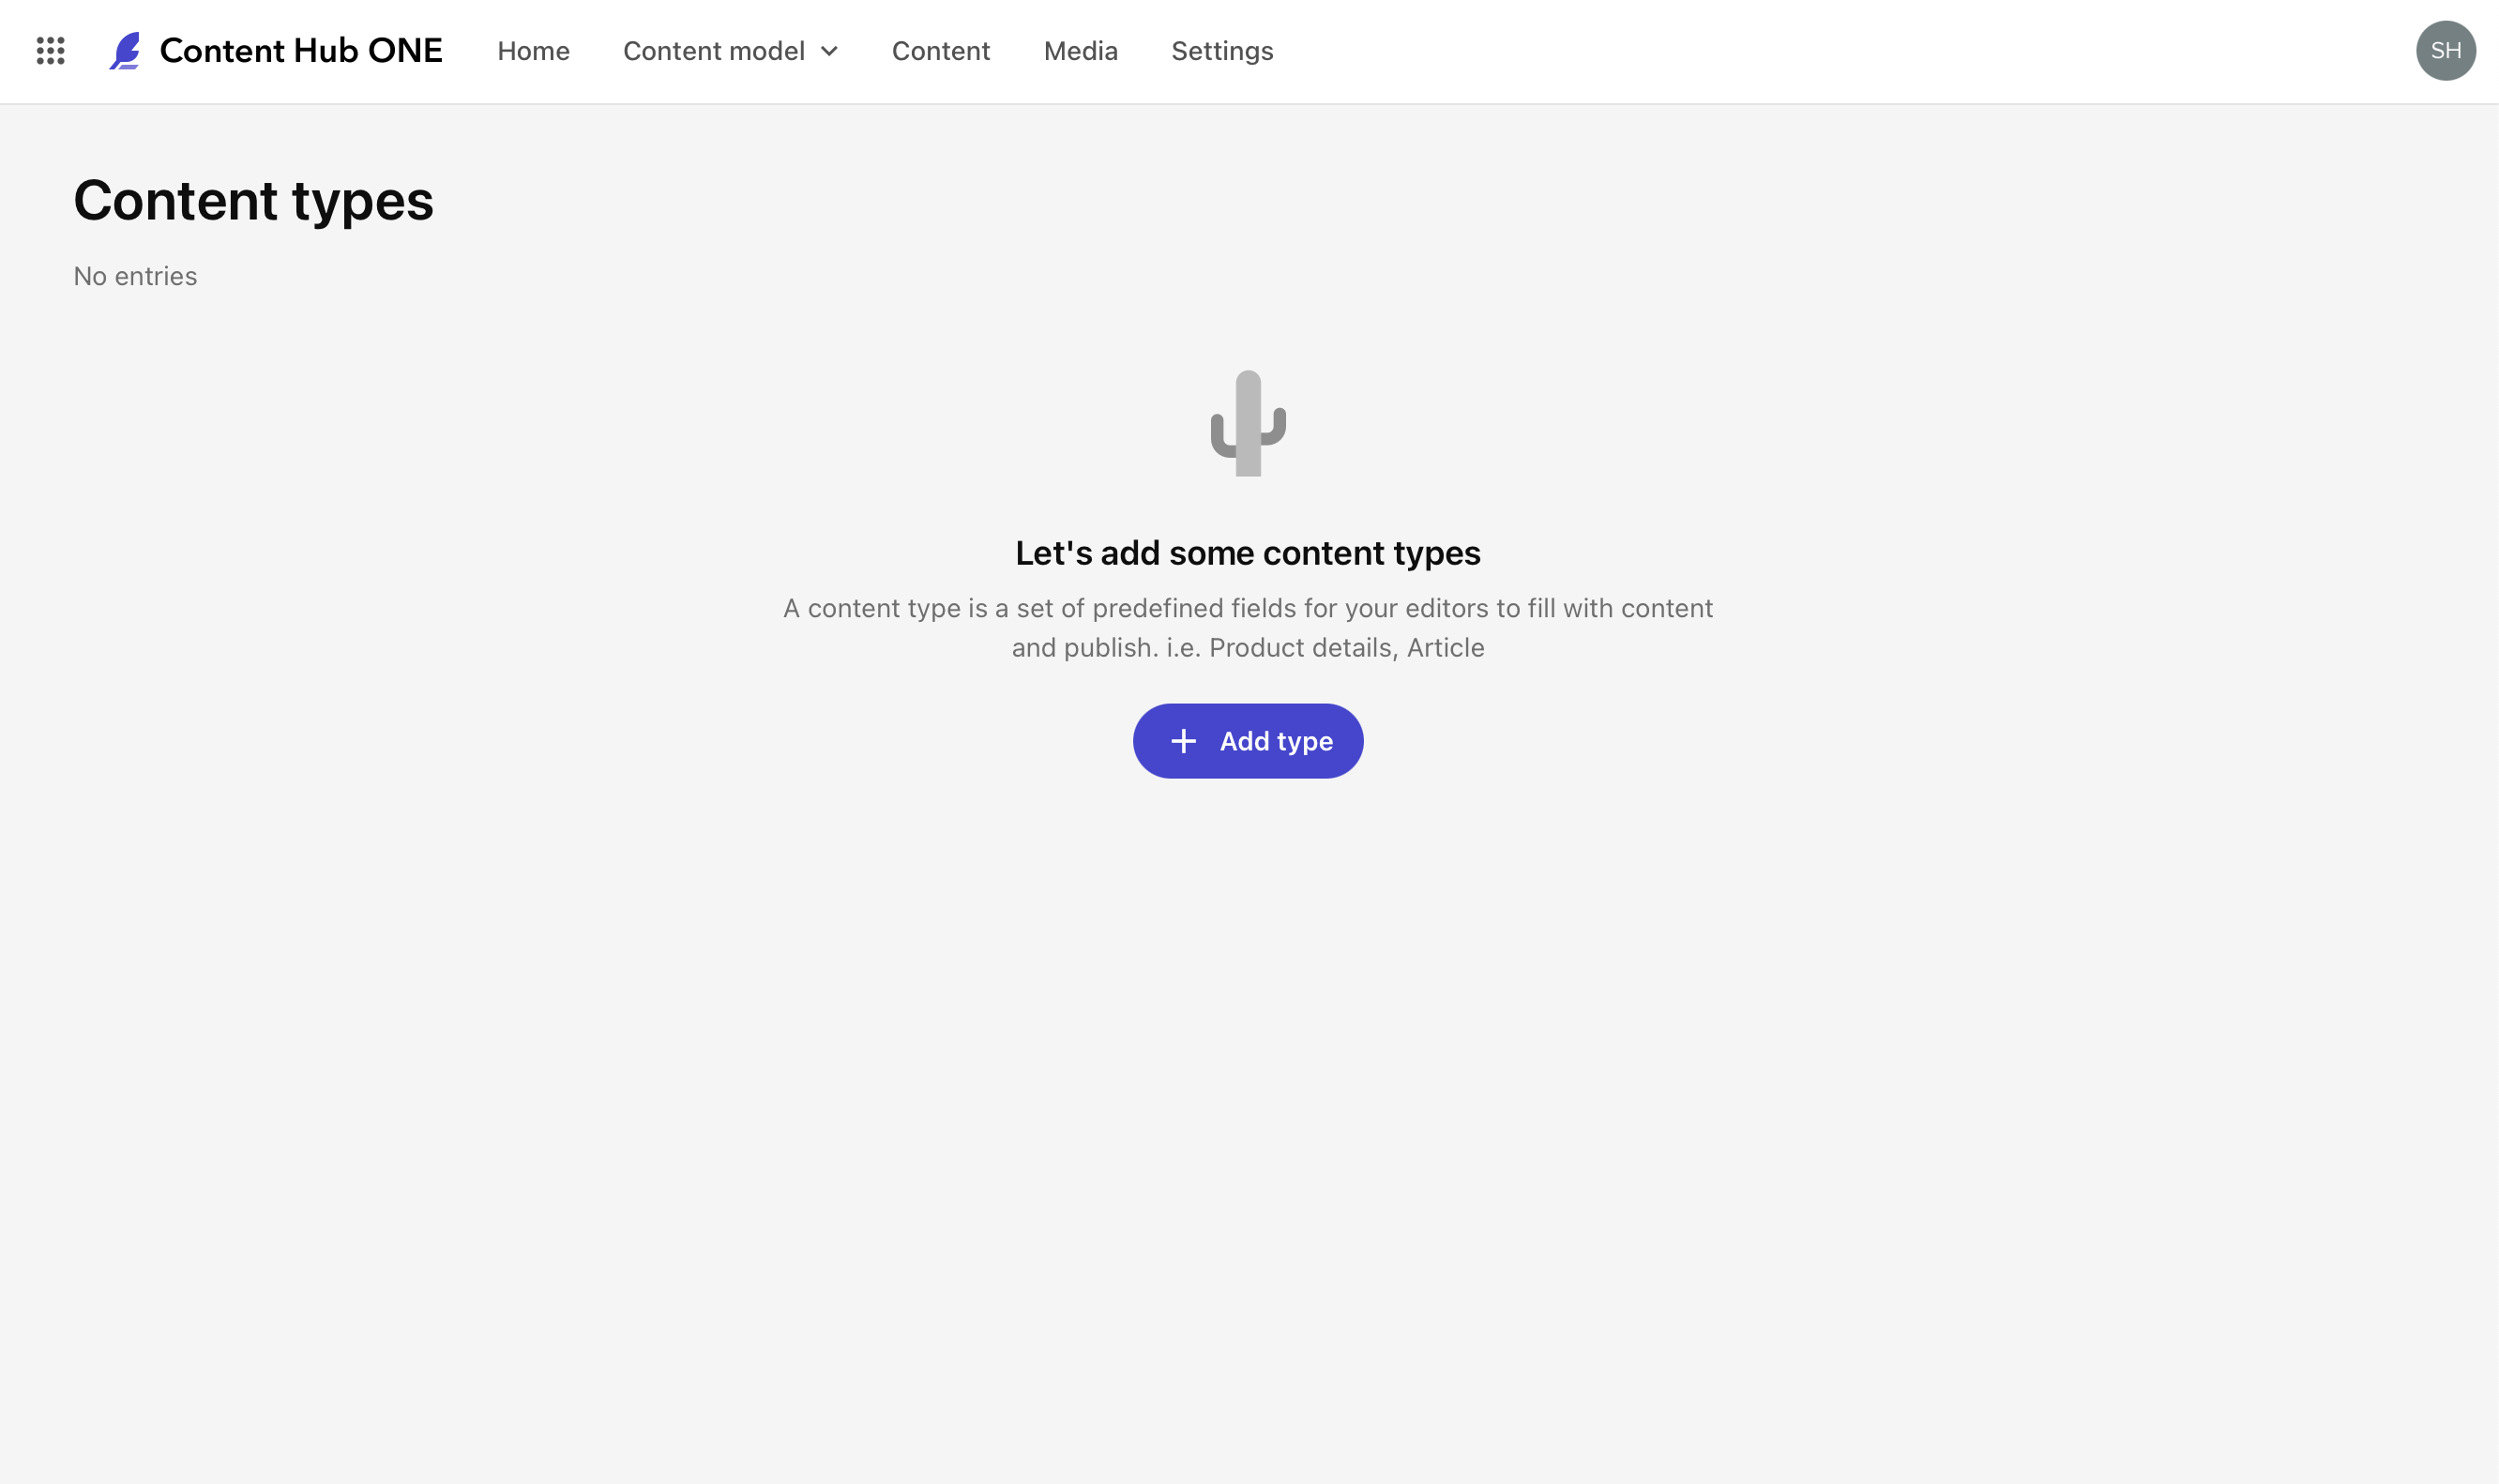 Content Hub ONE Home Content model Content Media Settings SH
Content types
No entries
Let's add some content types
A content type is a set of predefined fields for your editors to fill with content
and publish. i.e. Product details, Article
Add type